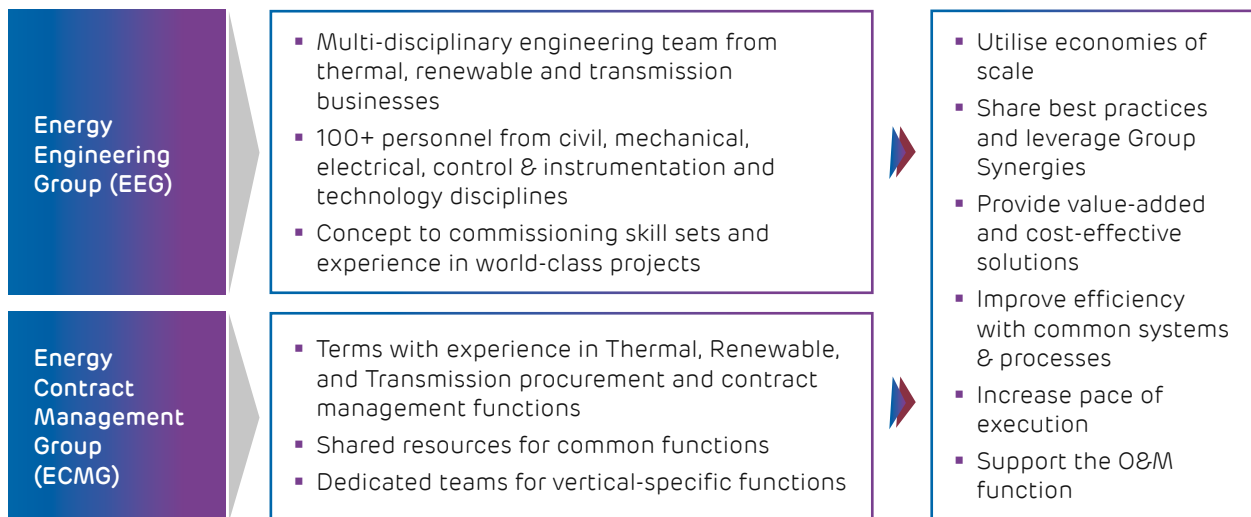 Energy
Engineering
Group (EEG)
▪ Multi-disciplinary engineering team from
thermal, renewable and transmission
businesses
▪ 100+ personnel from civil, mechanical,
electrical, control & instrumentation and
technology disciplines
▪ Concept to commissioning skill sets and
experience in world-class projects
Energy
Contract
Management
Group
(ECMG)
▪ Terms with experience in Thermal, Renewable,
and Transmission procurement and contract
management functions
▪ Shared resources for common functions
▪ Dedicated teams for vertical-specific functions
▪ Utilise economies of
scale
▪ Share best practices
and leverage Group
Synergies
▪ Provide value-added
and cost-effective
solutions
▪ Improve efficiency
with common systems
& processes
▪ Increase pace of
execution
▪ Support the O&M
function